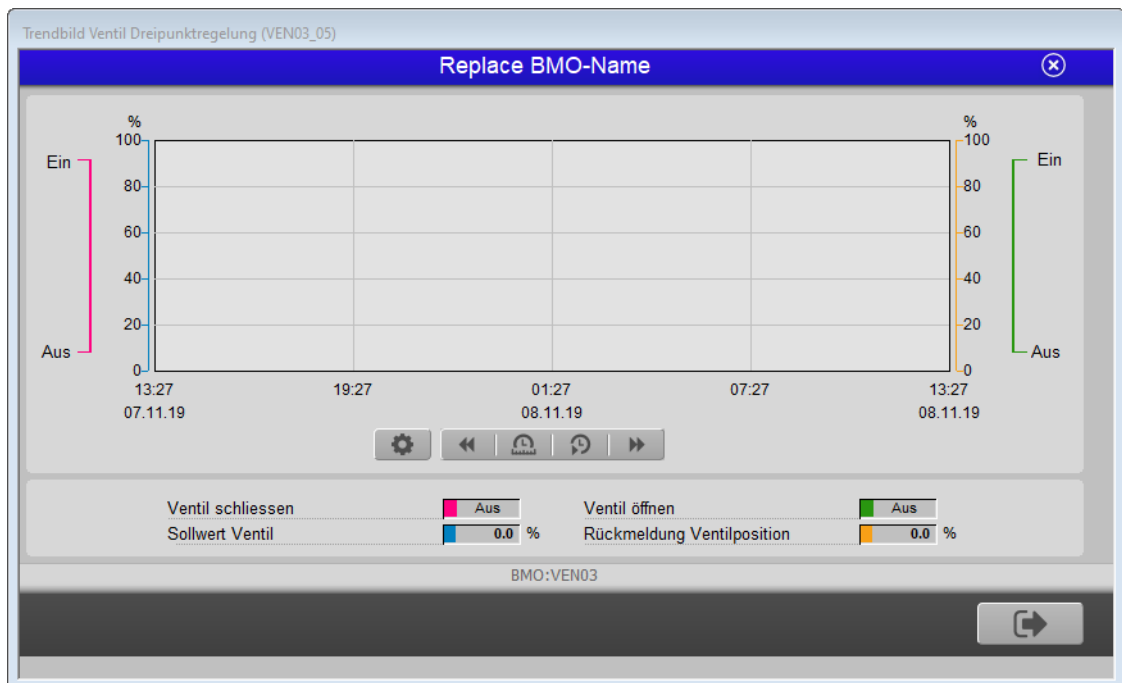 Trendbild Ventil Dreipunktregelung (VEN03_05)
Replace BMO-Name
% %
100 100
Ein Ein
80 80
60 60
40 40
20 20
Aus Aus
0 0
13:27 19:27 01:27 07:27 13:27
07.11.19 08.11.19 08.11.19
Ventil schliessen Aus Ventil öffnen Aus
Sollwert Ventil 0.0 % Rückmeldung Ventilposition 0.0 %
BMO:VEN03